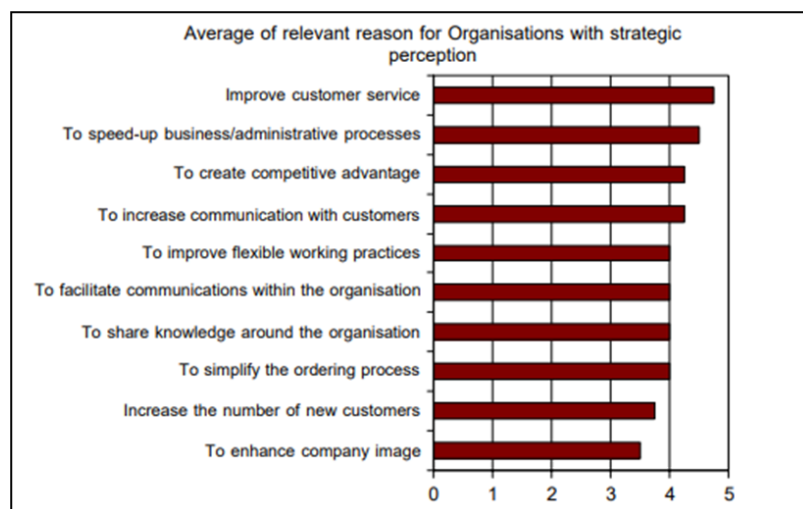 Average of relevant reason for Organisations with strategic
perception
Improve customer service
To speed-up business/administrative processes
To create competitive advantage
To increase communication with customers
To improve flexible working practices
To facilitate communications within the organisation
To share knowledge around the organisation
To simplify the ordering process
Increase the number of new customers
To enhance company image
0 1 2 3 4 5